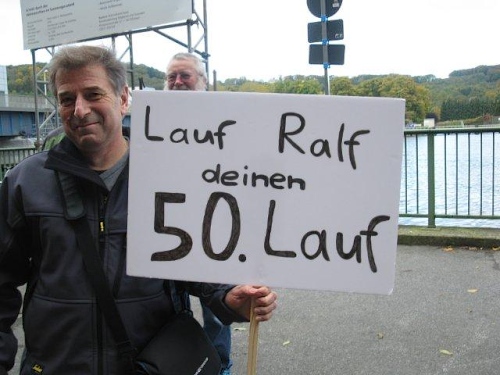 Lauf Ralf
deinen
50. Lauf